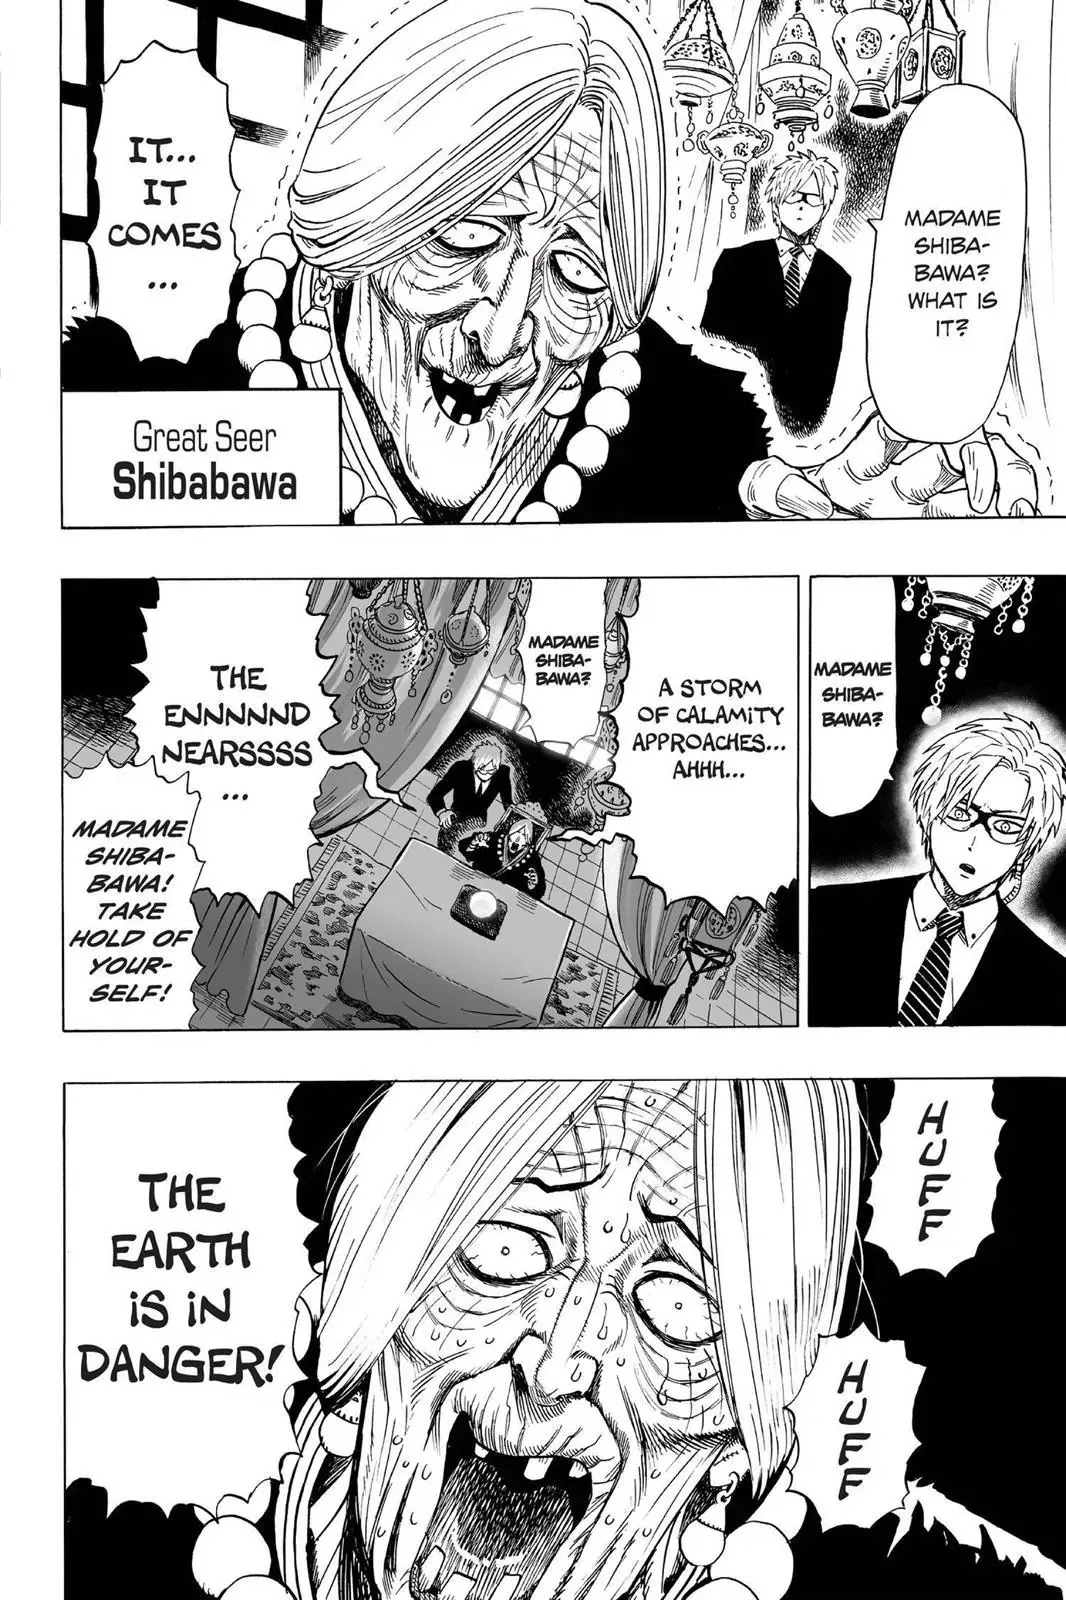 MADAME
SHIBA-
BAWA?
WHAT IS
IT?
IT...
IT
COMES
...
Great Seer
Shibabawa
MADAME
SHIBA-
BAWA?
MADAME
SHIBA-
BAWA?
A STORM
OF CALAMITY
APPROACHES...
AHHH...
THE
ENNNNND
NEARSSSS
...
MADAME
SHIBA-
BAWA!
TAKE
HOLD OF
YOUR-
SELF!
HUFF
HUFF
THE
EARTH
IS IN
DANGER!